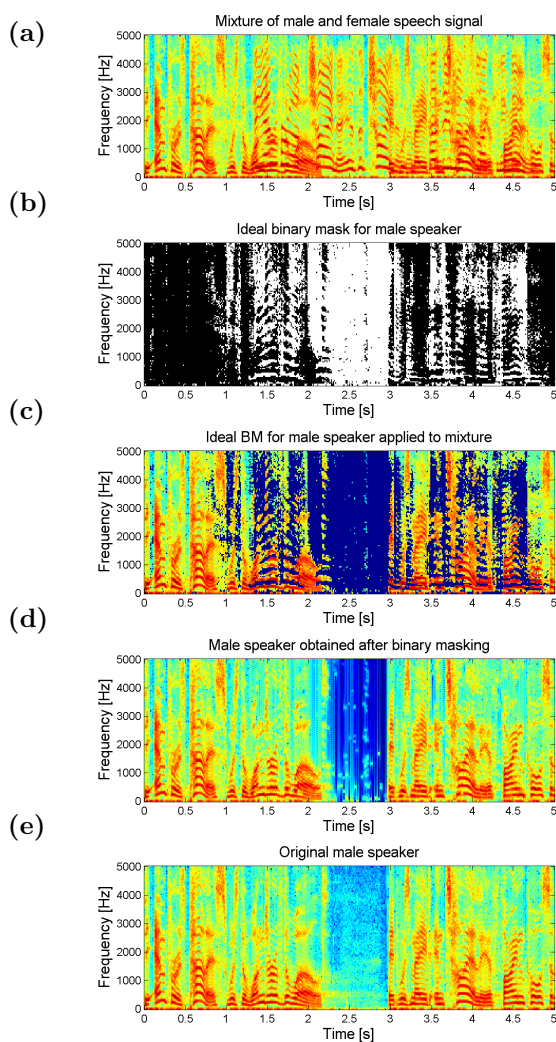 (a)
Mixture of male and female speech signal
Frequency [Hz]
5000
4000
3000
2000
1000
0
0 0.5 1 1.5 2 2.5 3 3.5 4 4.5 5
Time [s]
(b)
Ideal binary mask for male speaker
Frequency [Hz]
5000
4000
3000
2000
1000
0
0 0.5 1 1.5 2 2.5 3 3.5 4 4.5 5
Time [s]
(c)
Ideal BM for male speaker applied to mixture
Frequency [Hz]
5000
4000
3000
2000
1000
0
0 0.5 1 1.5 2 2.5 3 3.5 4 4.5 5
Time [s]
(d)
Male speaker obtained after binary masking
Frequency [Hz]
5000
4000
3000
2000
1000
0
0 0.5 1 1.5 2 2.5 3 3.5 4 4.5 5
Time [s]
(e)
Original male speaker
Frequency [Hz]
5000
4000
3000
2000
1000
0
0 0.5 1 1.5 2 2.5 3 3.5 4 4.5 5
Time [s]